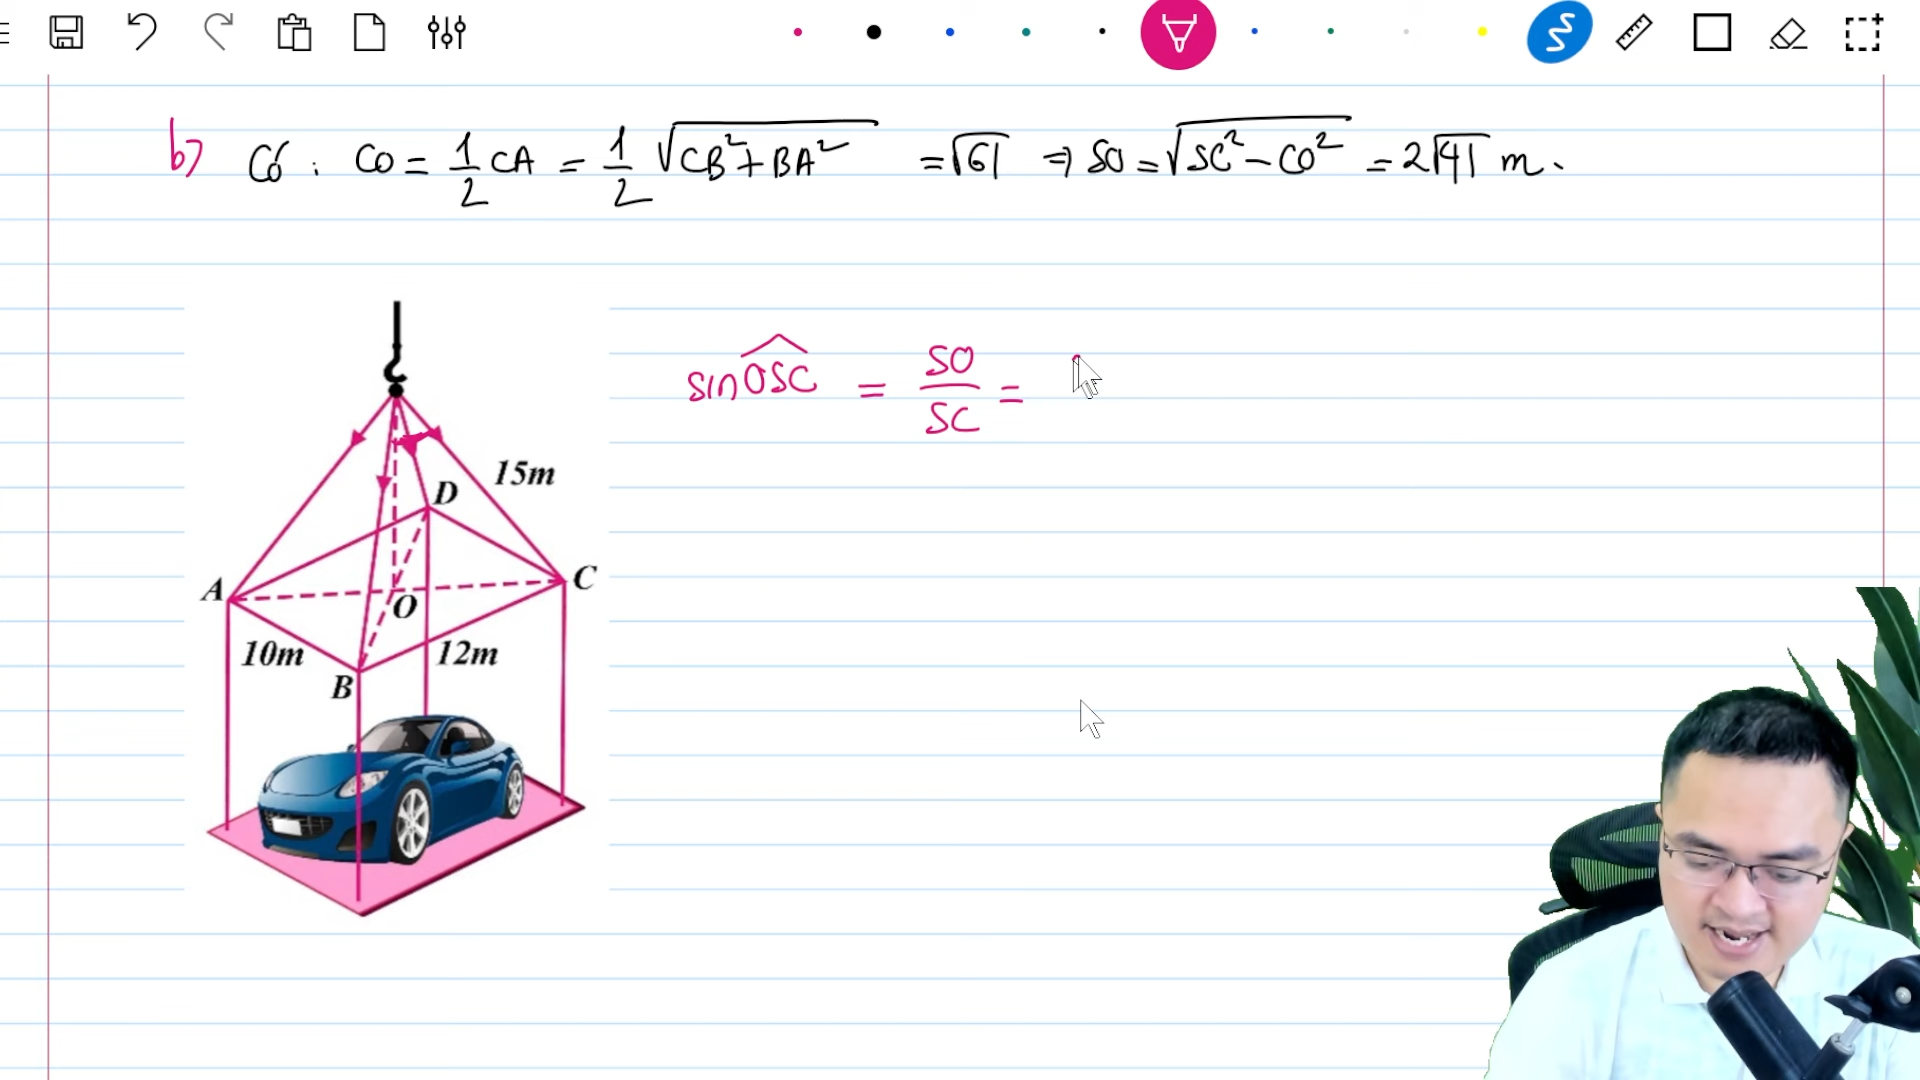 b) Có : CO = 1/2 CA = 1/2 √(CB² + BA²) = √61 ⇒ SO = √(SC² − CO²) = 2√41 m.
sin OSC = SO/SC =
15m
D
A
C
O
10m
12m
B